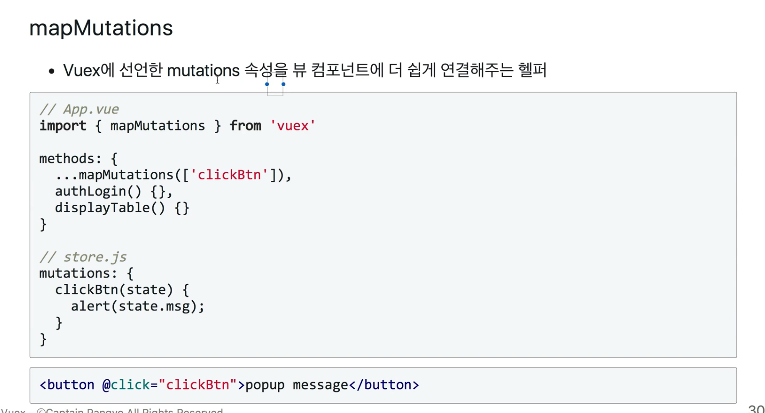 mapMutations
• Vuex에 선언한 mutations 속성을 뷰 컴포넌트에 더 쉽게 연결해주는 헬퍼
// App.vue
import { mapMutations } from 'vuex'
methods: {
...mapMutations(['clickBtn']),
authLogin() {},
displayTable() {}
}
// store.js
mutations: {
clickBtn(state) {
alert(state.msg);
}
}
<button @click="clickBtn">popup message</button>
Vuex ©Captain Pangyo All Rights Reserved
30